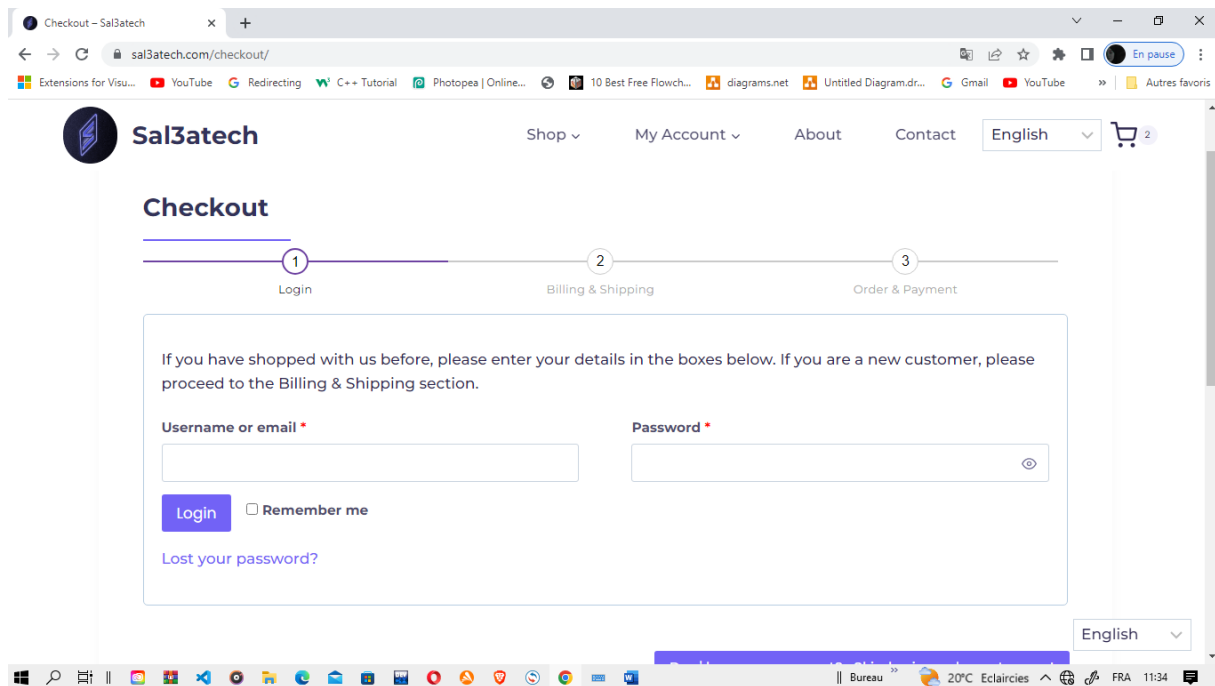 Checkout – Sal3atech
sal3atech.com/checkout/
En pause
Extensions for Visu... YouTube Redirecting C++ Tutorial Photopea | Online... 10 Best Free Flowch... diagrams.net Untitled Diagram.dr... Gmail YouTube » Autres favoris
Sal3atech Shop My Account About Contact English 2
Checkout
1 2 3
Login Billing & Shipping Order & Payment
If you have shopped with us before, please enter your details in the boxes below. If you are a new customer, please
proceed to the Billing & Shipping section.
Username or email * Password *
Login Remember me
Lost your password?
English
Bureau » 20°C Eclaircies FRA 11:34